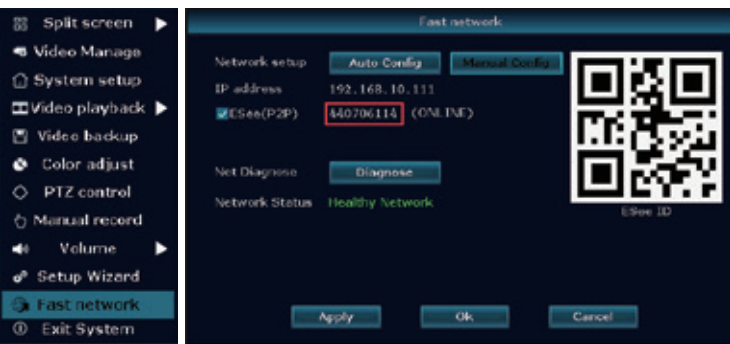 Split screen
Video Manage
System setup
Video playback
Video backup
Color adjust
PTZ control
Manual record
Volume
Setup Wizard
Fast network
Exit System
Fast network
Network setup Auto Config Manual Config
IP address 192.168.10.111
ESee(P2P) 440706114 (ONLINE)
Net Diagnose Diagnose
Network Status Healthy Network
ESee ID
Apply Ok Cancel